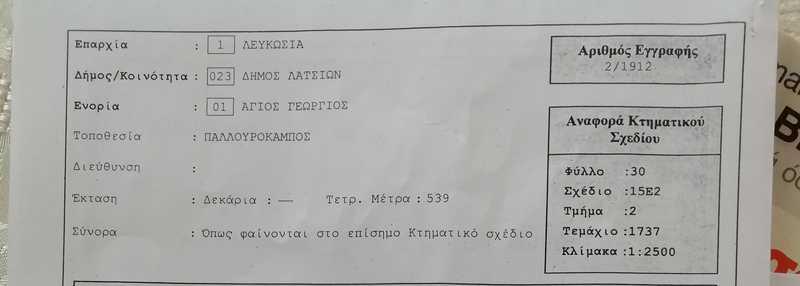 Επαρχία : 1 ΛΕΥΚΩΣΙΑ
Δήμος/Κοινότητα : 023 ΔΗΜΟΣ ΛΑΤΣΙΩΝ
Ενορία : 01 ΑΓΙΟΣ ΓΕΩΡΓΙΟΣ
Τοποθεσία : ΠΑΛΛΟΥΡΟΚΑΜΠΟΣ
Διεύθυνση :
Έκταση : Δεκάρια : — Τετρ. Μέτρα : 539
Σύνορα : Όπως φαίνονται στο επίσημο Κτηματικό σχέδιο
Αριθμός Εγγραφής
2/1912
Αναφορά Κτηματικού
Σχεδίου
Φύλλο :30
Σχέδιο :15E2
Τμήμα :2
Τεμάχιο :1737
Κλίμακα :1:2500